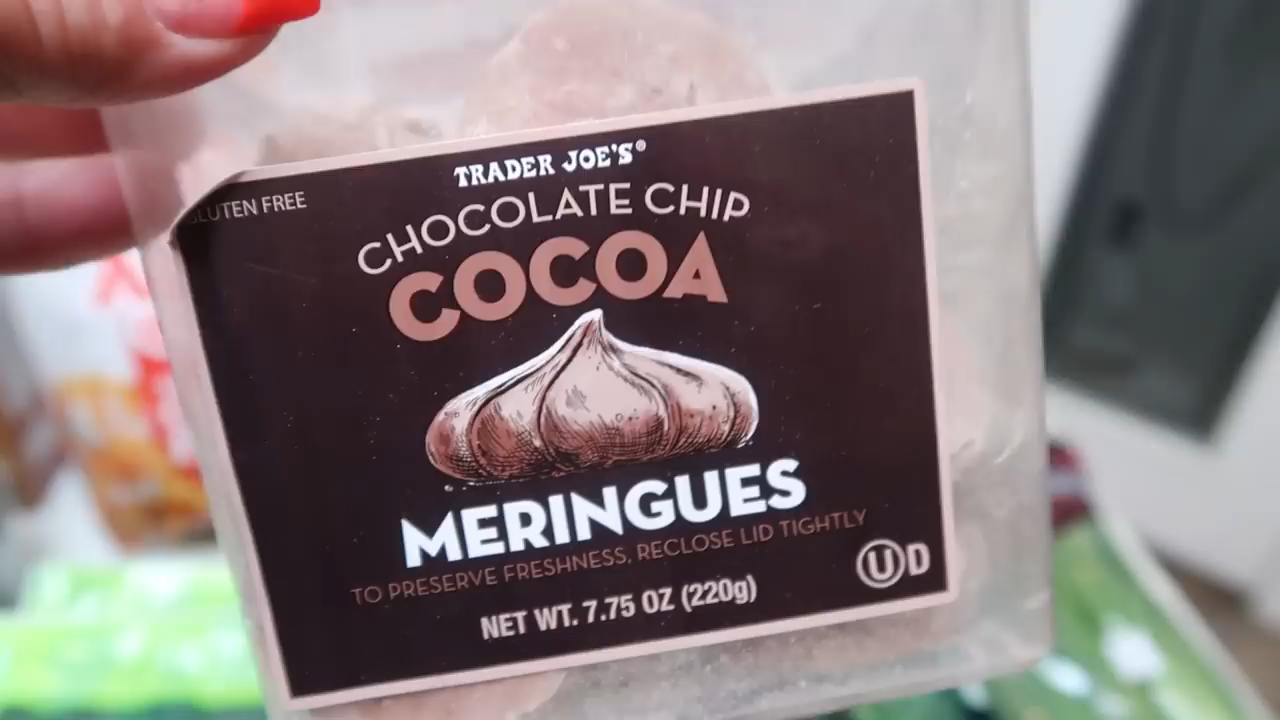 GLUTEN FREE
TRADER JOE'S®
CHOCOLATE CHIP
COCOA
MERINGUES
TO PRESERVE FRESHNESS, RECLOSE LID TIGHTLY
Ⓤ D
NET WT. 7.75 OZ (220g)